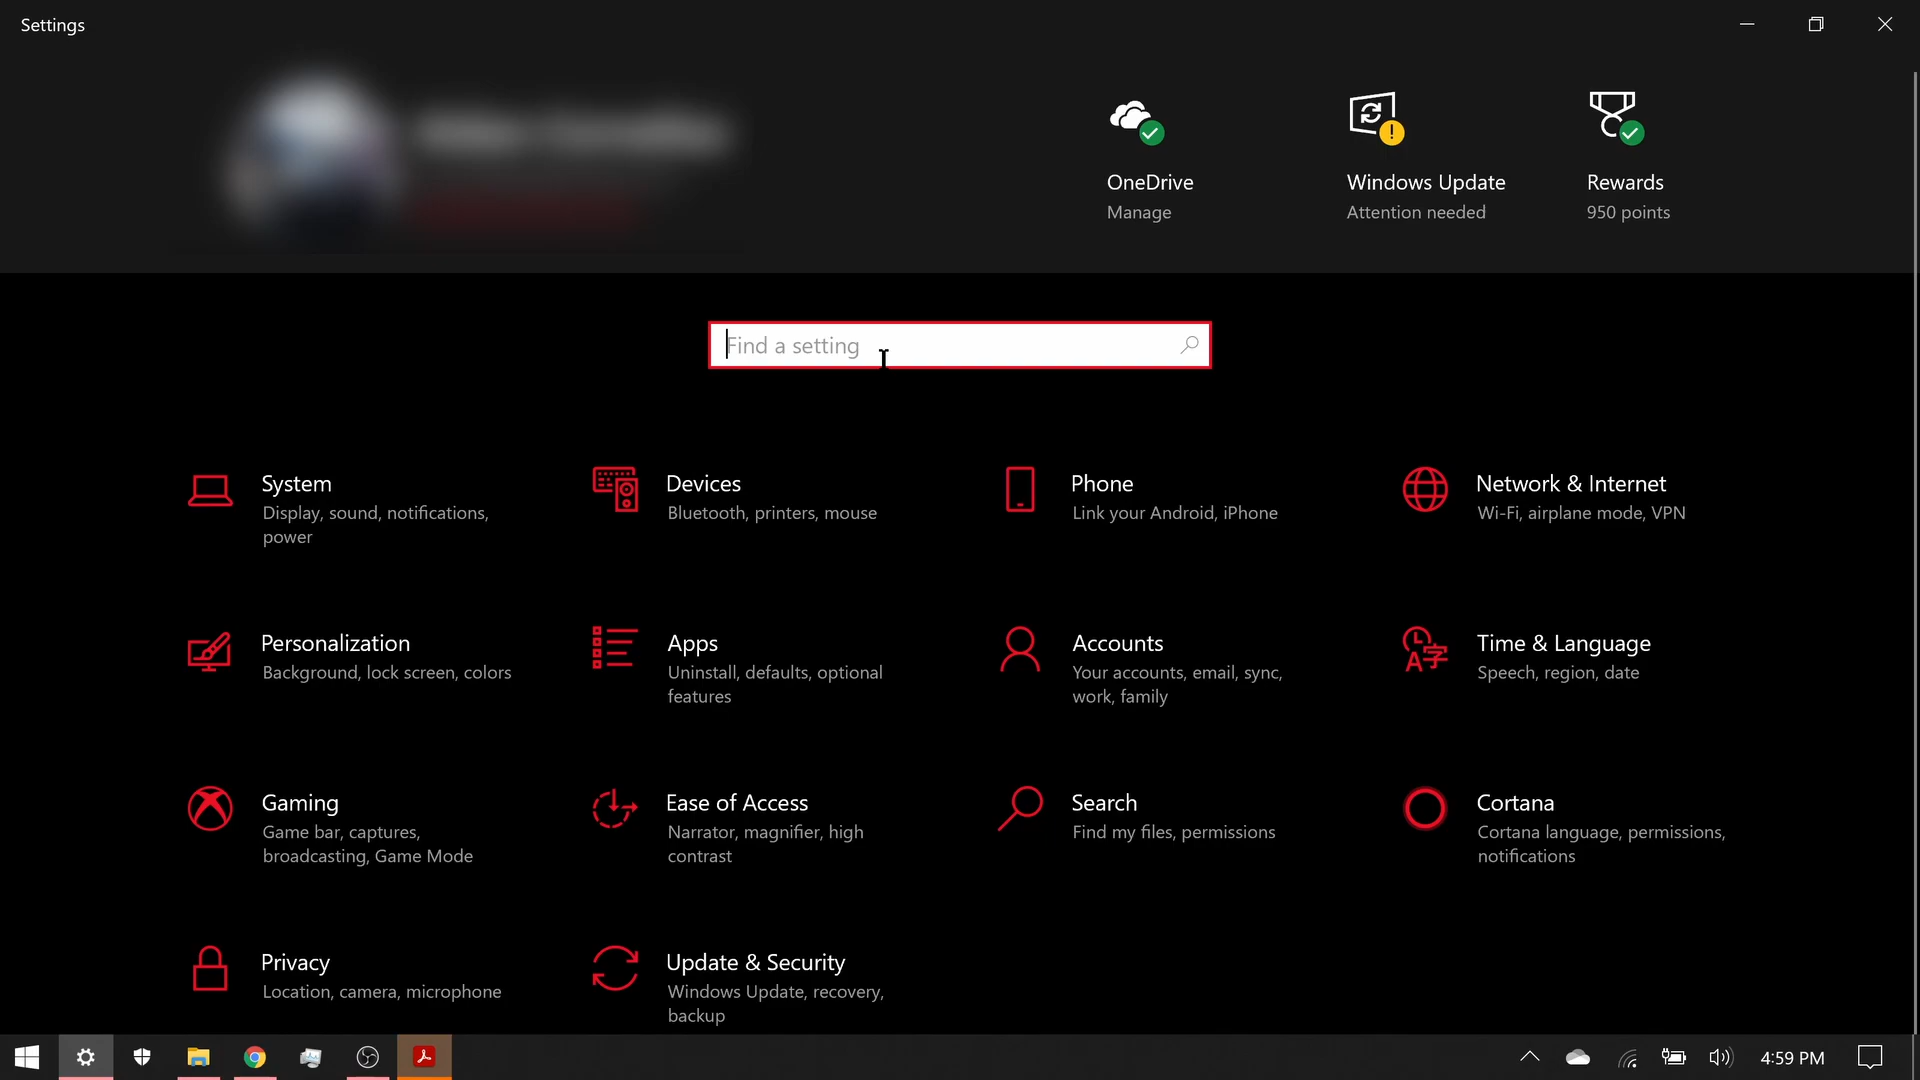 Settings
OneDrive
Manage
Windows Update
Attention needed
Rewards
950 points
Find a setting
System
Display, sound, notifications,
power
Devices
Bluetooth, printers, mouse
Phone
Link your Android, iPhone
Network & Internet
Wi-Fi, airplane mode, VPN
Personalization
Background, lock screen, colors
Apps
Uninstall, defaults, optional
features
Accounts
Your accounts, email, sync,
work, family
Time & Language
Speech, region, date
Gaming
Game bar, captures,
broadcasting, Game Mode
Ease of Access
Narrator, magnifier, high
contrast
Search
Find my files, permissions
Cortana
Cortana language, permissions,
notifications
Privacy
Location, camera, microphone
Update & Security
Windows Update, recovery,
backup
4:59 PM